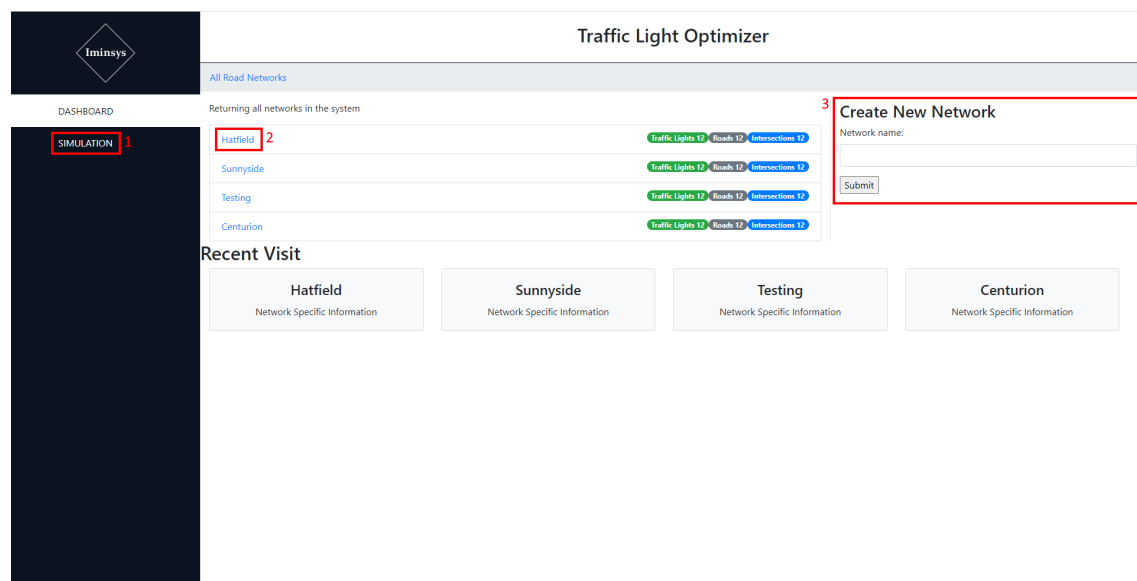 Iminsys
Traffic Light Optimizer
All Road Networks
DASHBOARD
SIMULATION 1
Returning all networks in the system
Hatfield 2 Traffic Lights 12 Roads 12 Intersections 12
Sunnyside Traffic Lights 12 Roads 12 Intersections 12
Testing Traffic Lights 12 Roads 12 Intersections 12
Centurion Traffic Lights 12 Roads 12 Intersections 12
3 Create New Network
Network name:
Submit
Recent Visit
Hatfield
Network Specific Information
Sunnyside
Network Specific Information
Testing
Network Specific Information
Centurion
Network Specific Information